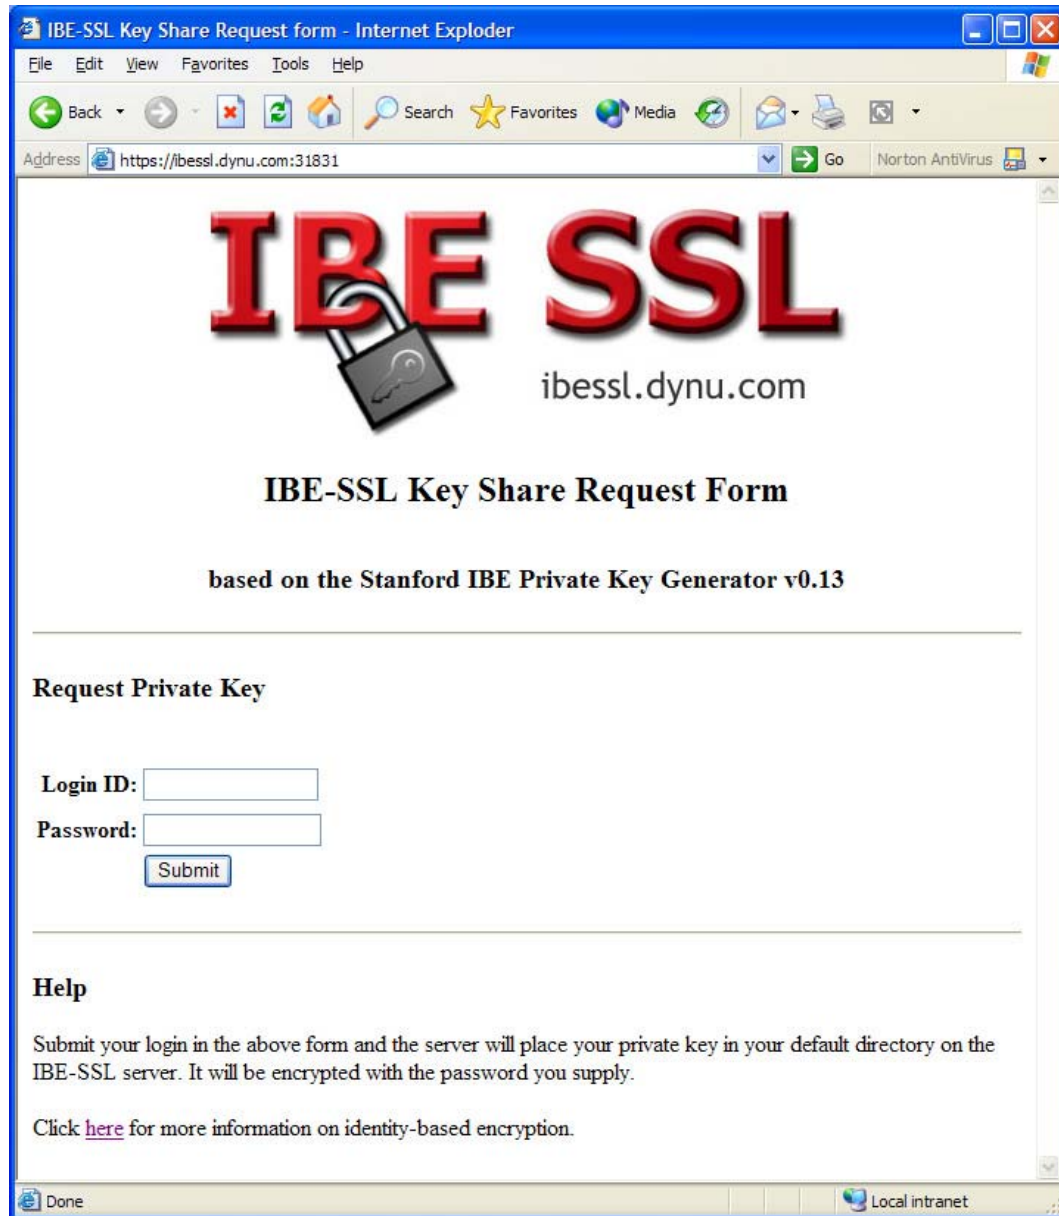 IBE-SSL Key Share Request form - Internet Exploder
File Edit View Favorites Tools Help
Back Search Favorites Media
Address https://ibessl.dynu.com:31831 Go Norton AntiVirus
IBE SSL
ibessl.dynu.com
IBE-SSL Key Share Request Form
based on the Stanford IBE Private Key Generator v0.13
Request Private Key
Login ID:
Password:
Submit
Help
Submit your login in the above form and the server will place your private key in your default directory on the
IBE-SSL server. It will be encrypted with the password you supply.
Click here for more information on identity-based encryption.
Done Local intranet